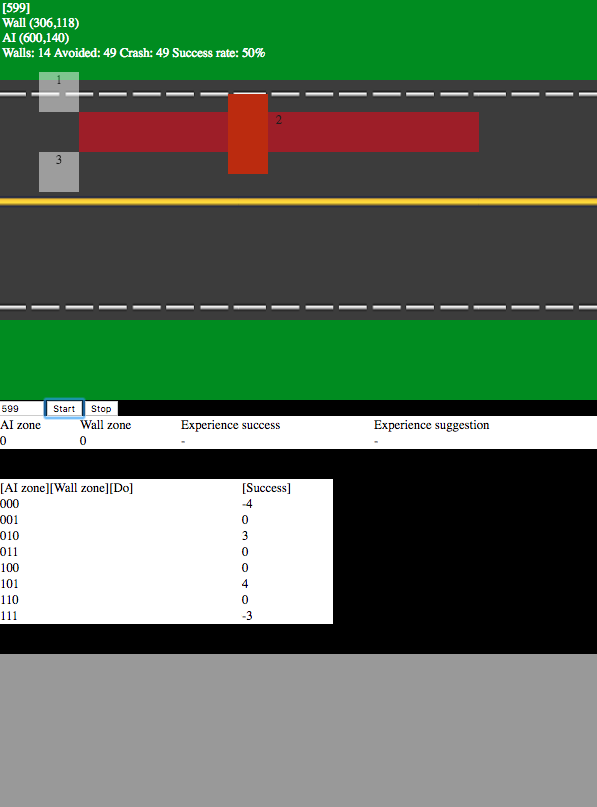 [599]
Wall (306,118)
AI (600,140)
Walls: 14 Avoided: 49 Crash: 49 Success rate: 50%
1
2
3
599 Start Stop
AI zone Wall zone Experience success Experience suggestion
0 0 - -
[AI zone][Wall zone][Do] [Success]
000 -4
001 0
010 3
011 0
100 0
101 4
110 0
111 -3